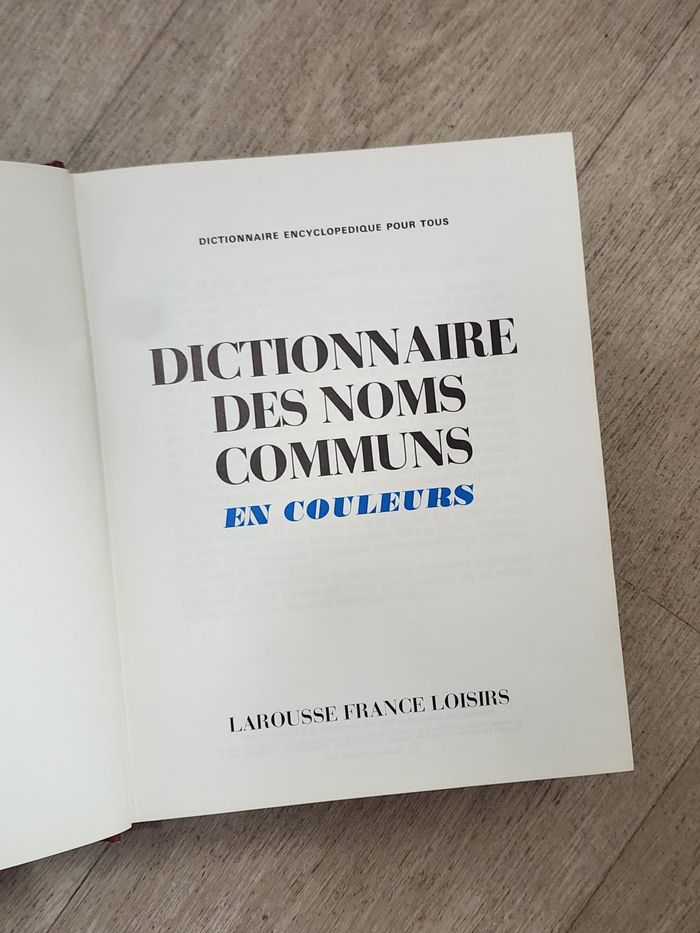 DICTIONNAIRE ENCYCLOPEDIQUE POUR TOUS
DICTIONNAIRE
DES NOMS
COMMUNS
EN COULEURS
LAROUSSE FRANCE LOISIRS